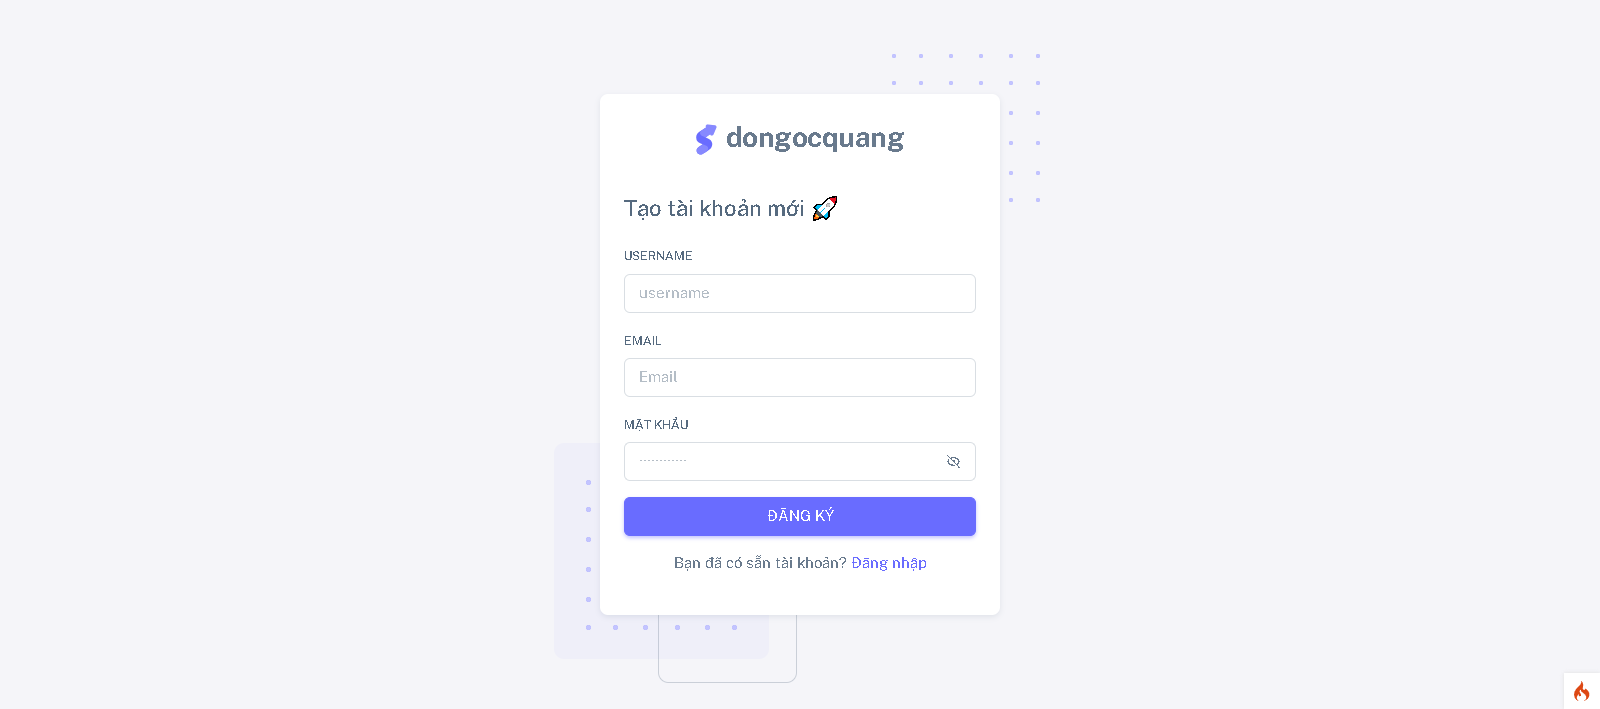 dongocquang
Tạo tài khoản mới 🚀
USERNAME
username
EMAIL
Email
MẬT KHẨU
············
ĐĂNG KÝ
Bạn đã có sẵn tài khoản? Đăng nhập